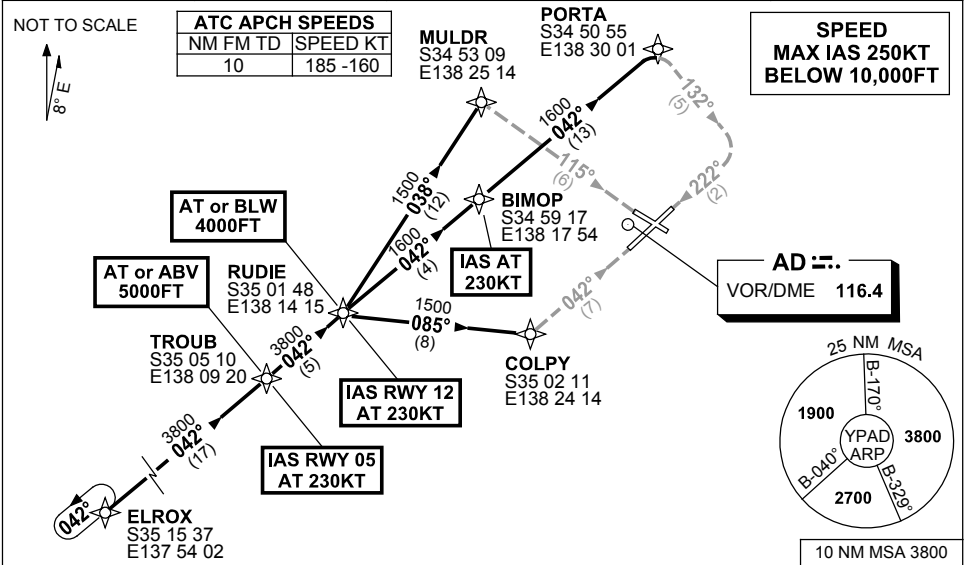 NOT TO SCALE
8° E
ATC APCH SPEEDS
NM FM TD SPEED KT
10 185 -160
MULDR
S34 53 09
E138 25 14
PORTA
S34 50 55
E138 30 01
SPEED
MAX IAS 250KT
BELOW 10,000FT
132°
(5)
222°
(2)
1600
042°
(13)
115°
(6)
1500
038°
(12)
BIMOP
S34 59 17
E138 17 54
IAS AT
230KT
1600
042°
(4)
AT or BLW
4000FT
AT or ABV
5000FT
RUDIE
S35 01 48
E138 14 15
AD
VOR/DME 116.4
042°
(7)
1500
085°
(8)
COLPY
S35 02 11
E138 24 14
TROUB
S35 05 10
E138 09 20
3800
042°
(5)
IAS RWY 12
AT 230KT
IAS RWY 05
AT 230KT
3800
042°
(17)
042°
ELROX
S35 15 37
E137 54 02
25 NM MSA
B-170°
1900
3800
YPAD
ARP
B-040°
B-329°
2700
10 NM MSA 3800